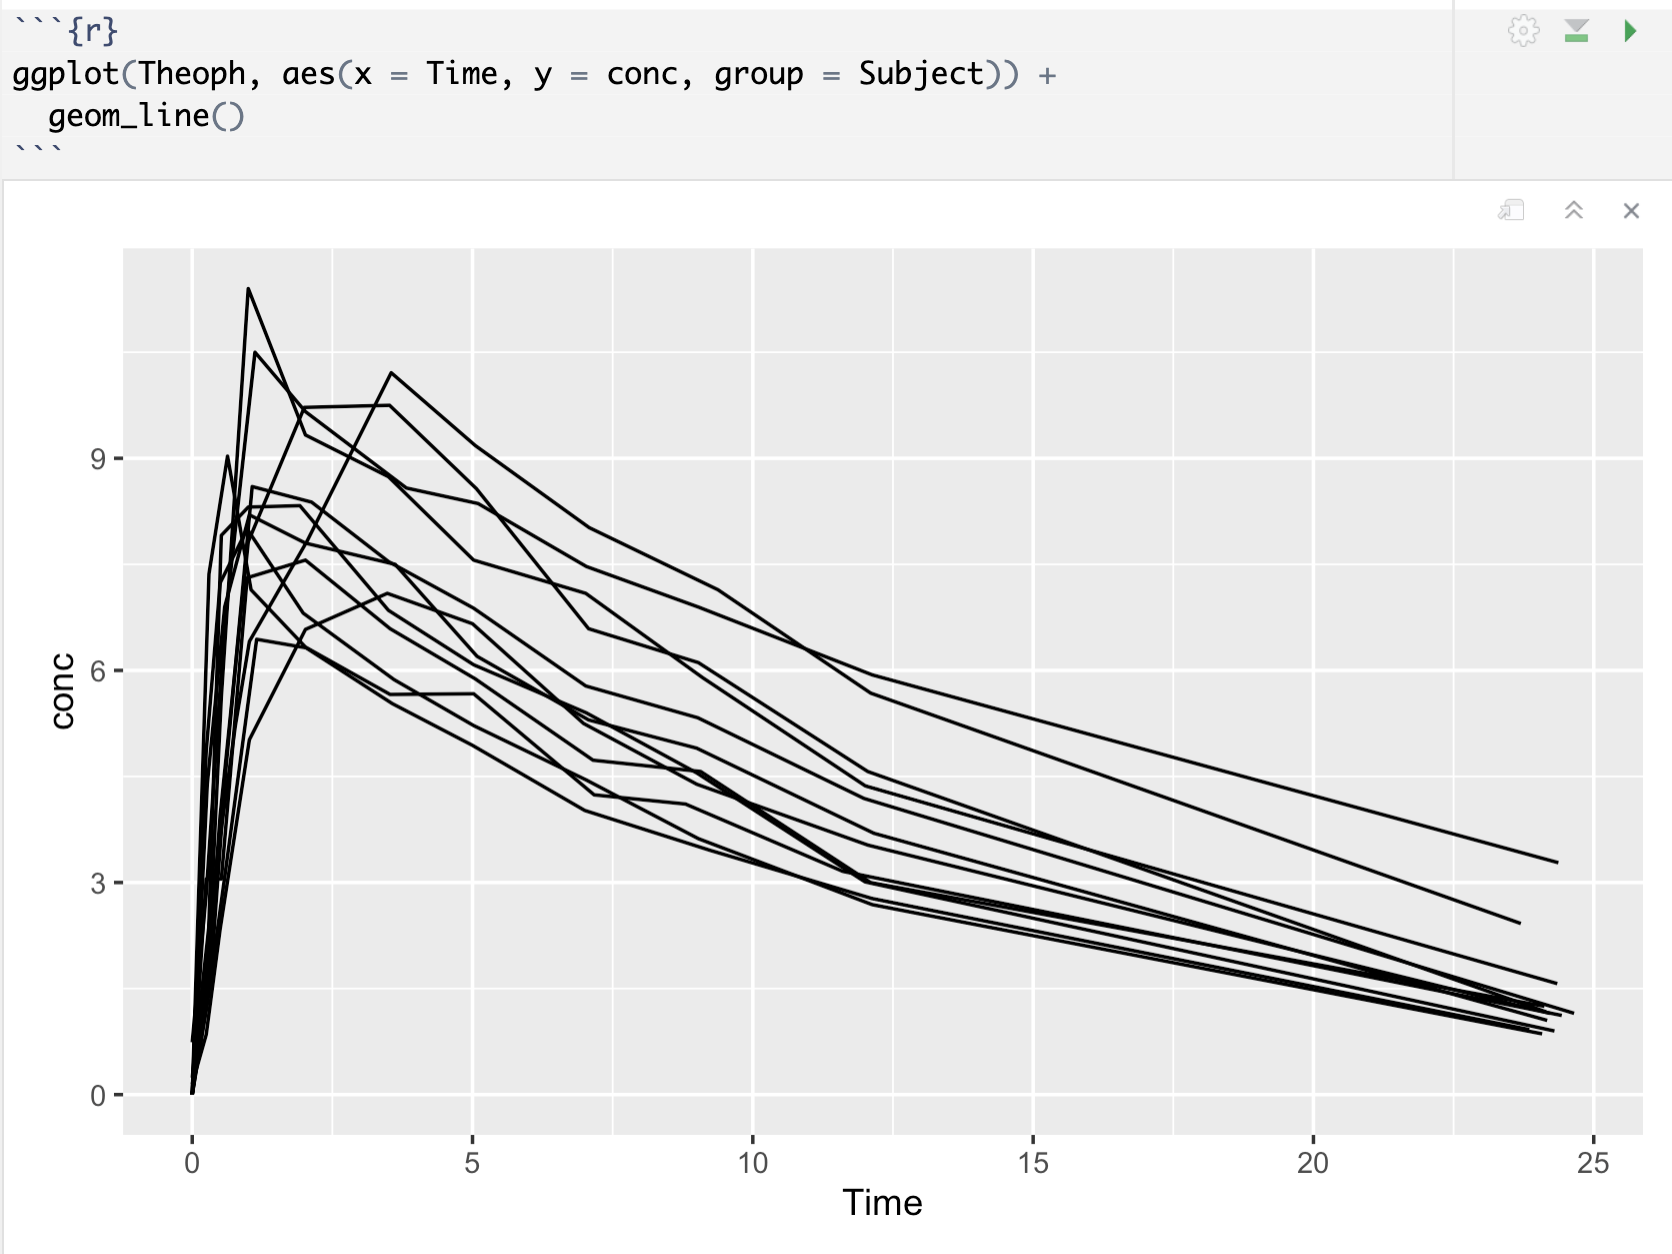 ```{r}
ggplot(Theoph, aes(x = Time, y = conc, group = Subject)) +
  geom_line()
```
conc
9
6
3
0
0 5 10 15 20 25
Time